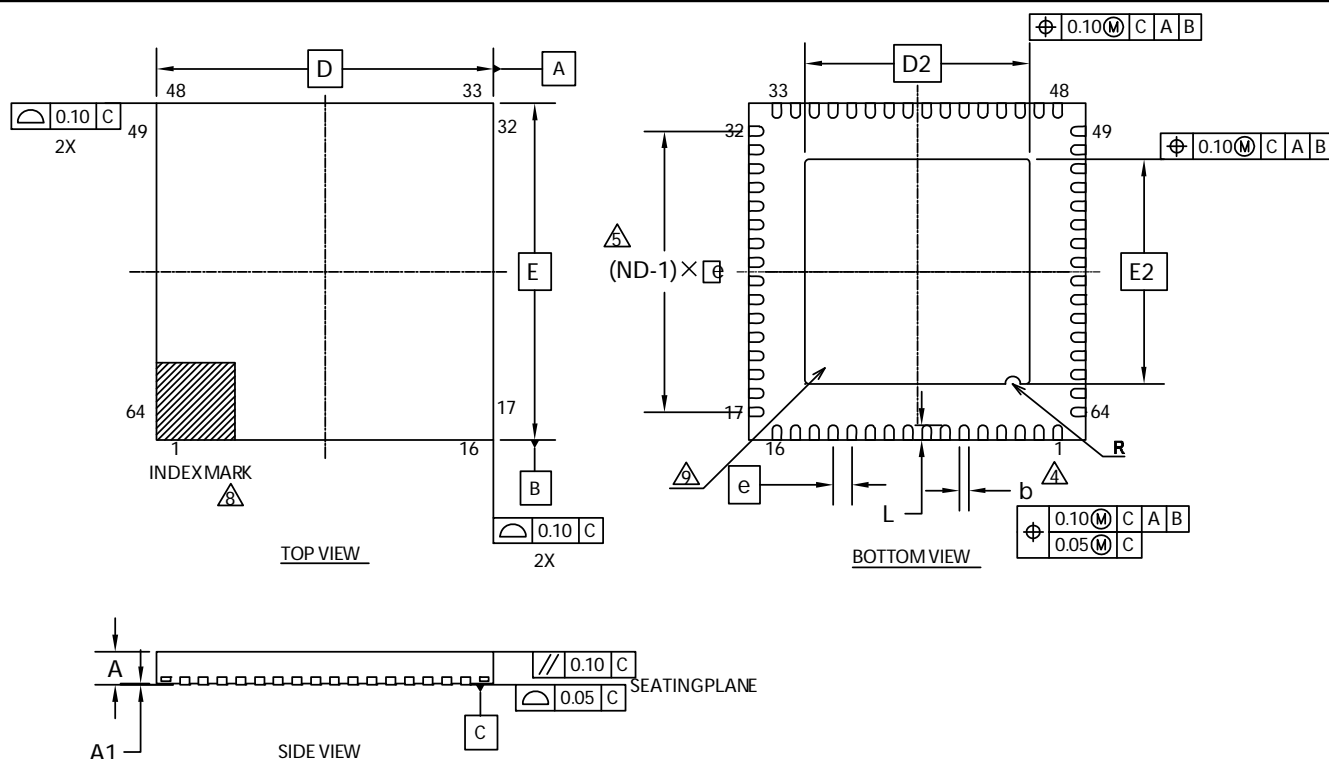 0.10 Ⓜ C A B
D
A
D2
48
33
33
48
0.10 C
2X
49
32
32
49
0.10 Ⓜ C A B
5
(ND-1)× e
E
E2
64
17
17
64
1
16
16
1
R
INDEX MARK
8
B
9
e
L
b
4
0.10 C
2X
0.10 Ⓜ C A B
0.05 Ⓜ C
TOP VIEW
BOTTOM VIEW
A
// 0.10 C
SEATING PLANE
0.05 C
C
A1
SIDE VIEW